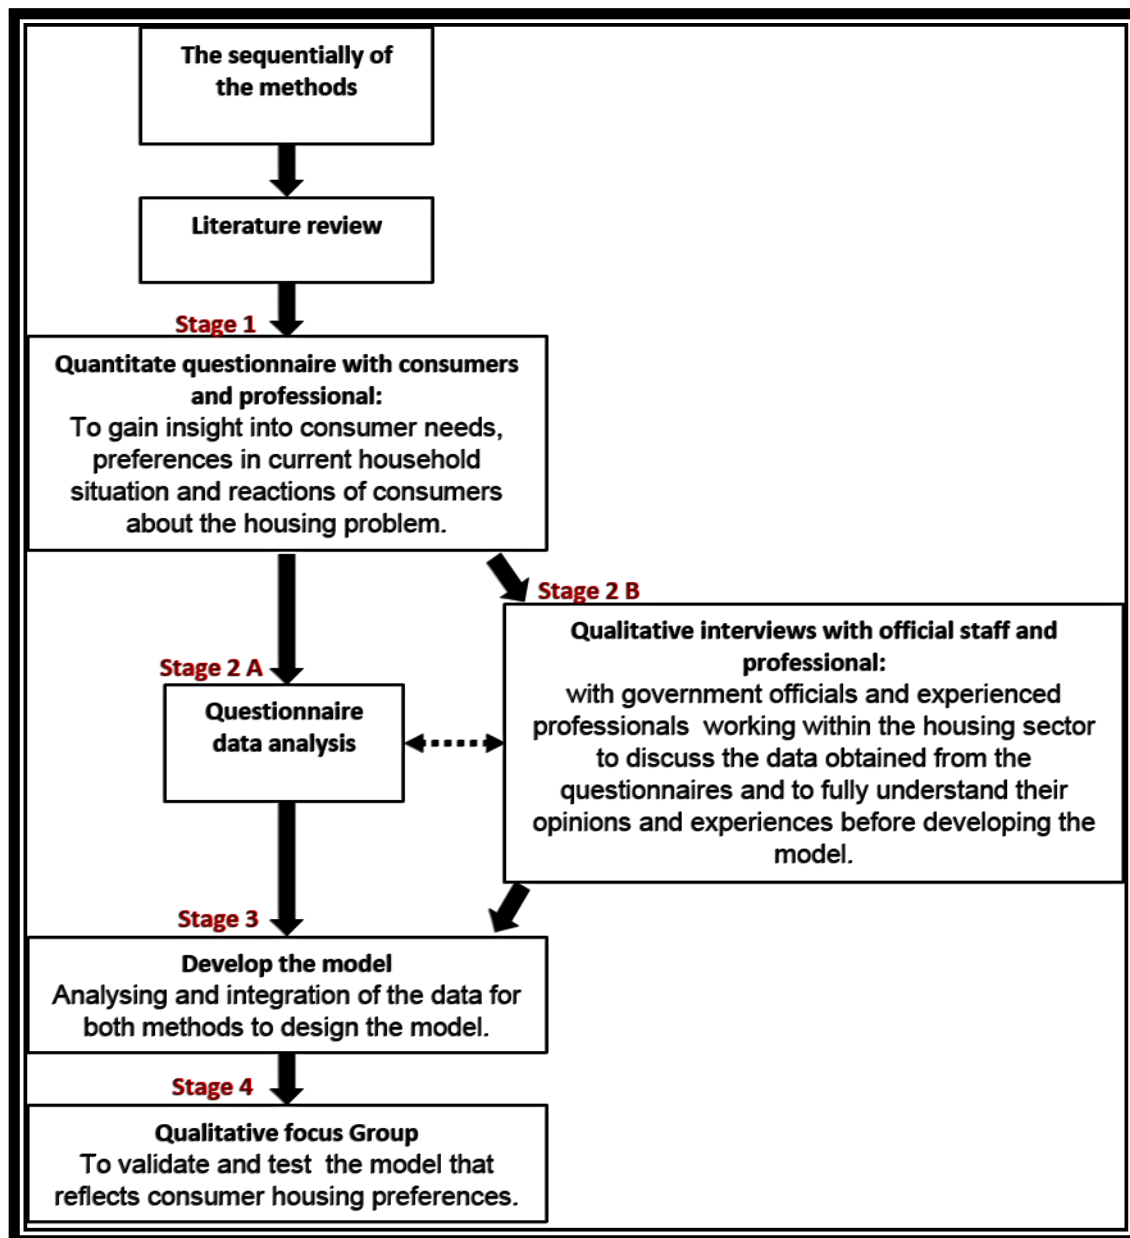 The sequentially of
the methods
Literature review
Stage 1
Quantitate questionnaire with consumers
and professional:
To gain insight into consumer needs,
preferences in current household
situation and reactions of consumers
about the housing problem.
Stage 2 B
Qualitative interviews with official staff and
professional:
with government officials and experienced
professionals working within the housing sector
to discuss the data obtained from the
questionnaires and to fully understand their
opinions and experiences before developing the
model.
Stage 2 A
Questionnaire
data analysis
Stage 3
Develop the model
Analysing and integration of the data for
both methods to design the model.
Stage 4
Qualitative focus Group
To validate and test the model that
reflects consumer housing preferences.